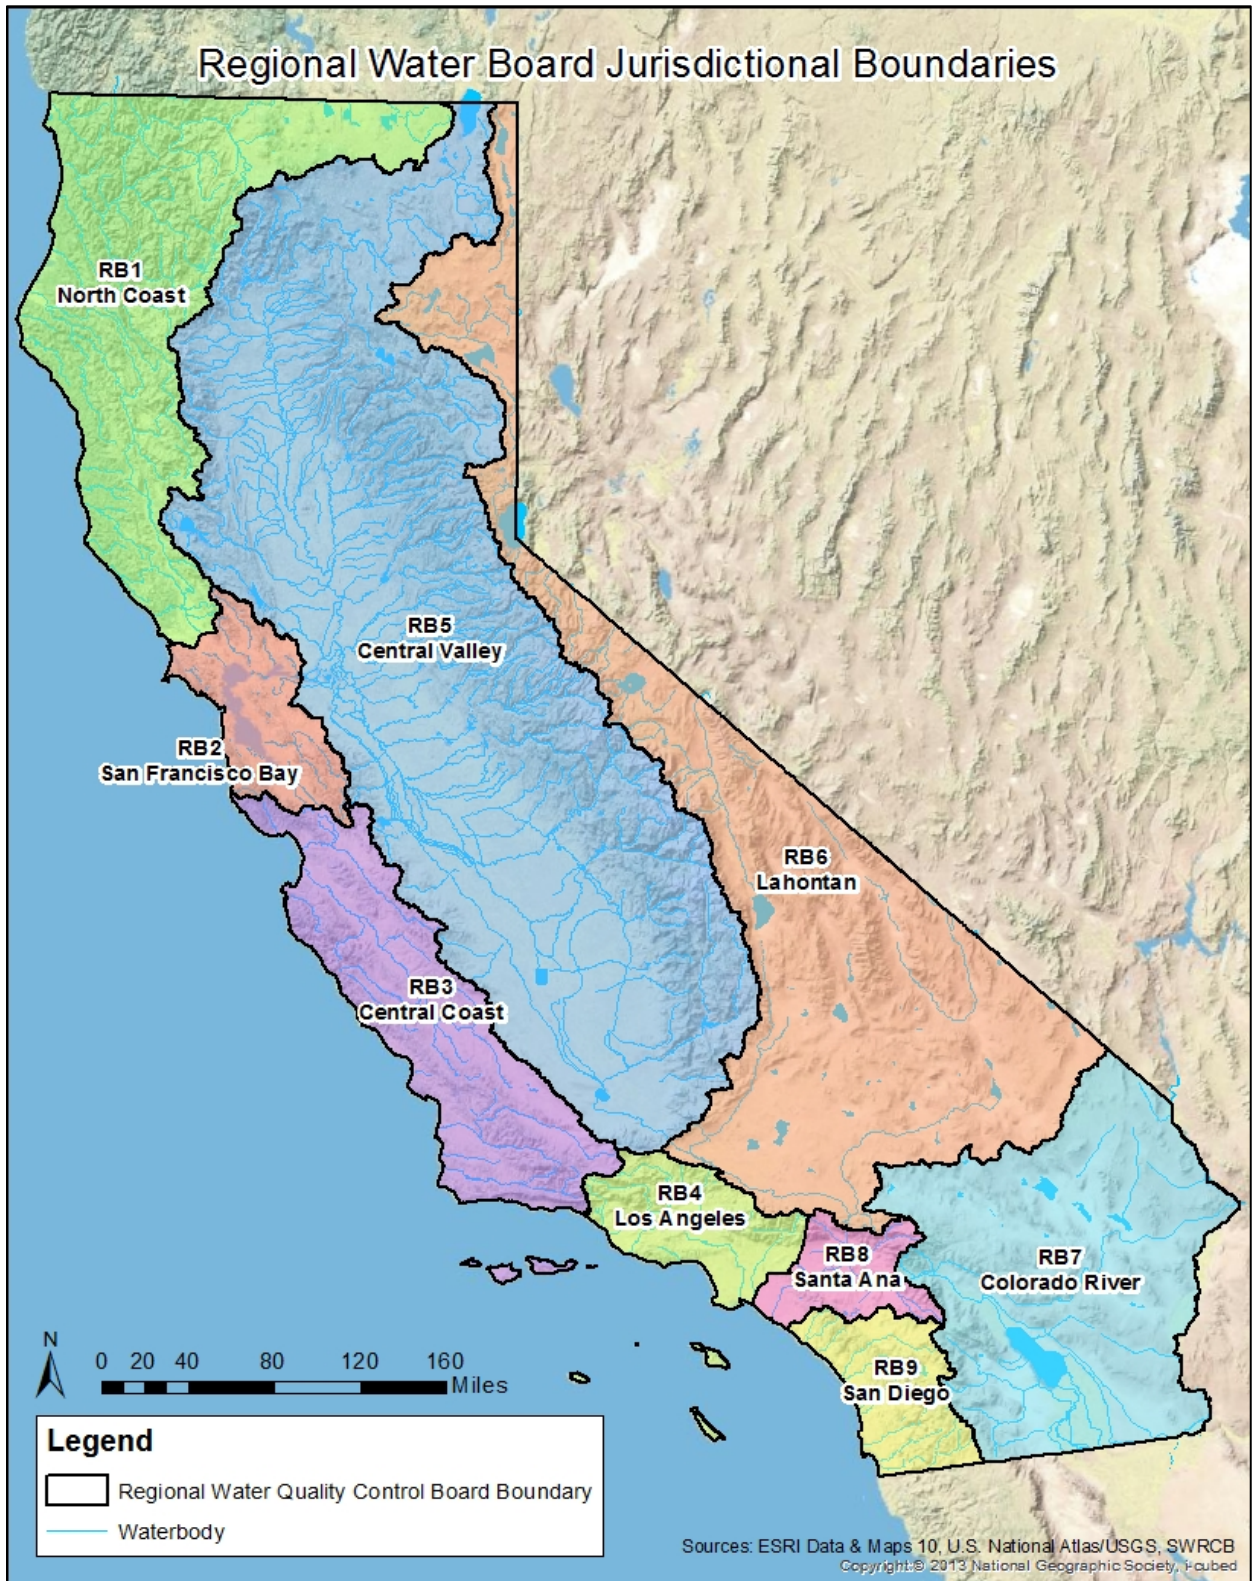 Regional Water Board Jurisdictional Boundaries
RB1
North Coast
RB5
Central Valley
RB2
San Francisco Bay
RB6
Lahontan
RB3
Central Coast
RB4
Los Angeles
RB8
Santa Ana
RB7
Colorado River
RB9
San Diego
N
0 20 40 80 120 160
Miles
Legend
Regional Water Quality Control Board Boundary
Waterbody
Sources: ESRI Data & Maps 10, U.S. National Atlas/USGS, SWRCB
Copyright:© 2013 National Geographic Society, i-cubed